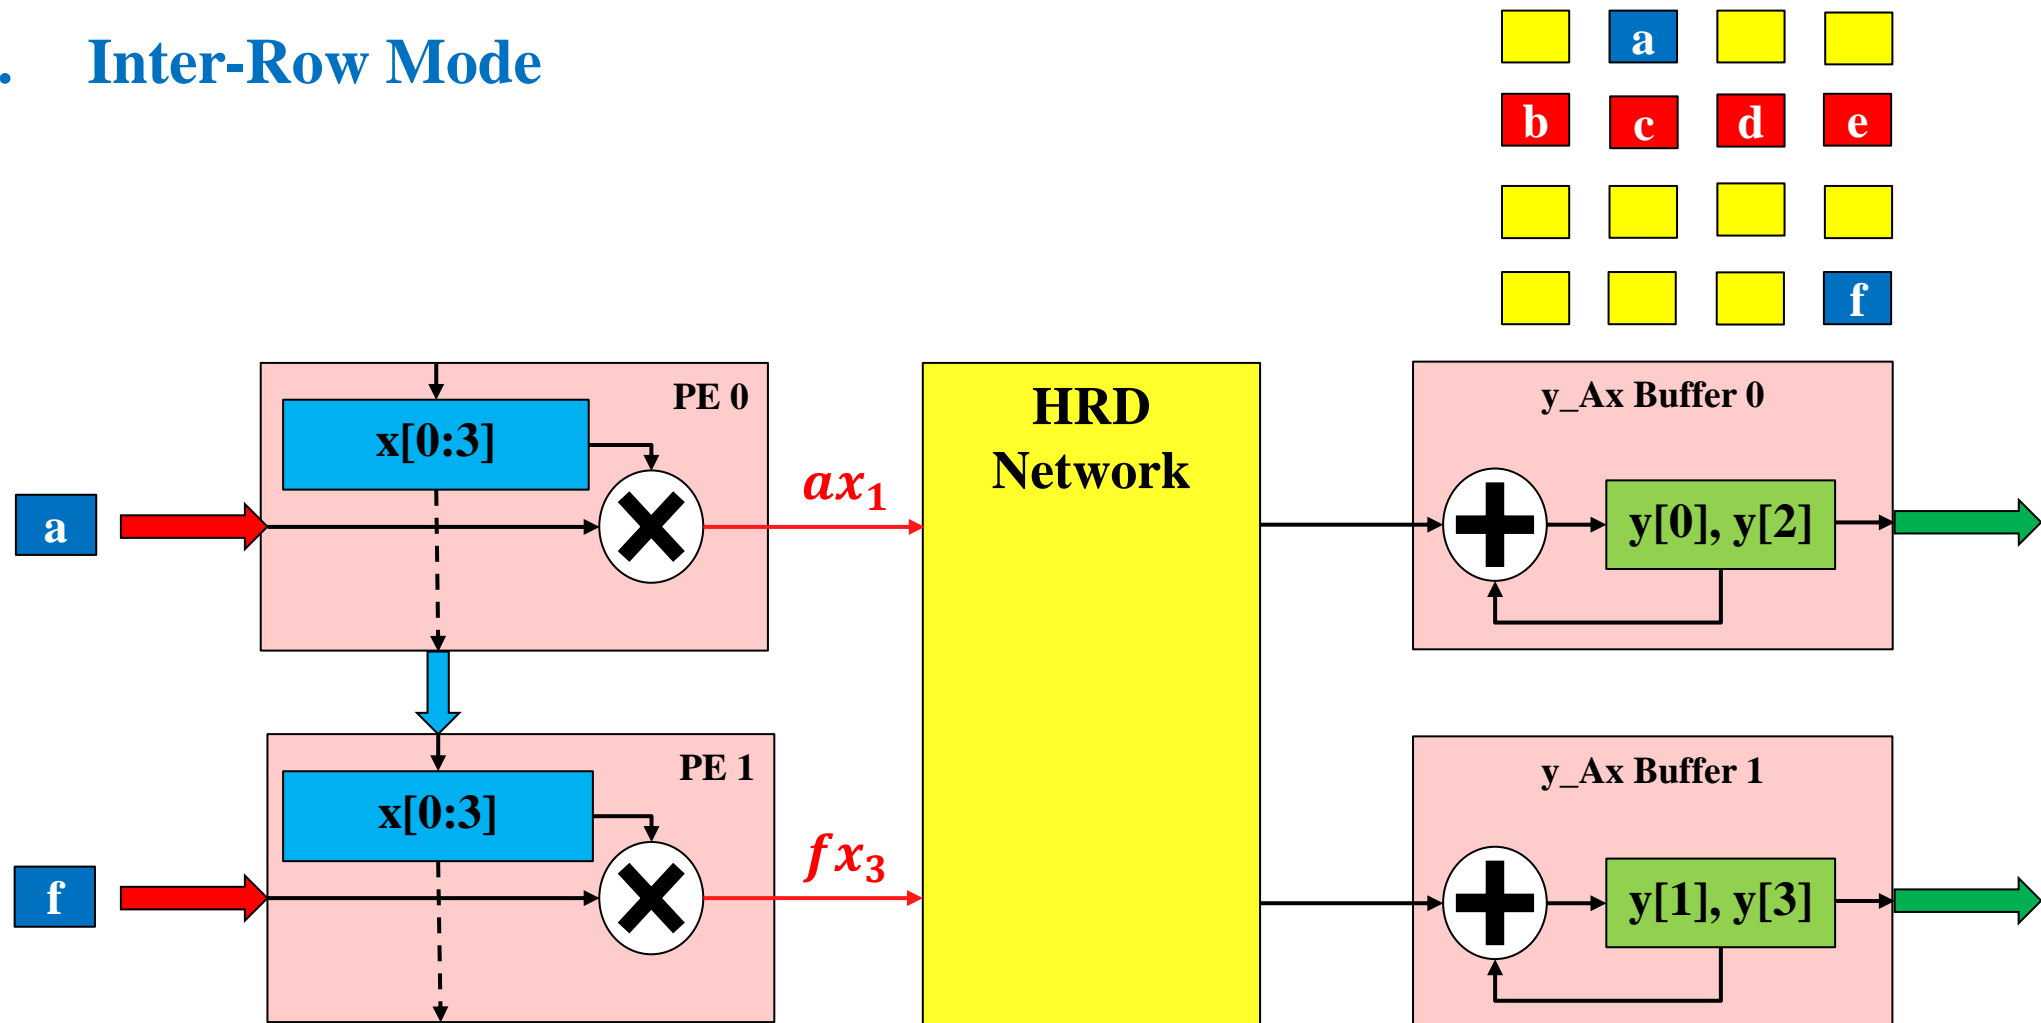 . Inter-Row Mode
a
b c d e
f
PE 0
x[0:3]
a
ax₁
HRD
Network
y_Ax Buffer 0
y[0], y[2]
PE 1
x[0:3]
f
fx₃
y_Ax Buffer 1
y[1], y[3]